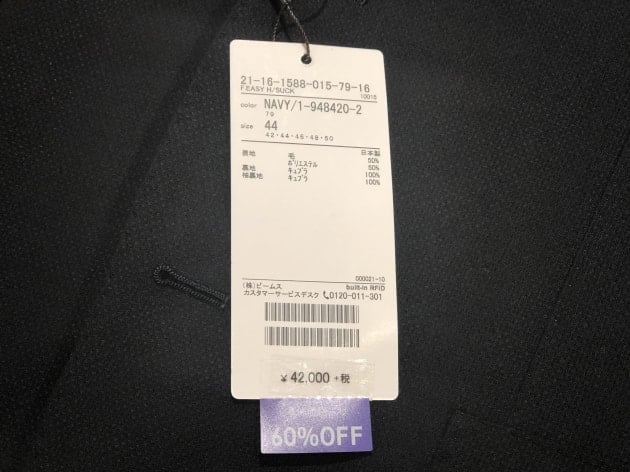 21-16-1588-015-79-16
F.EASY H/SUCK 10015
color NAVY/1-948420-2
79
size 44
42・44・46・48・50
日本製
表地 毛 50%
ポリエステル 50%
裏地 キュプラ 100%
袖裏地 キュプラ 100%
000021-10
(株)ビームス built-in RFID
カスタマーサービスデスク 0120-011-301
¥42,000 +税
60%OFF